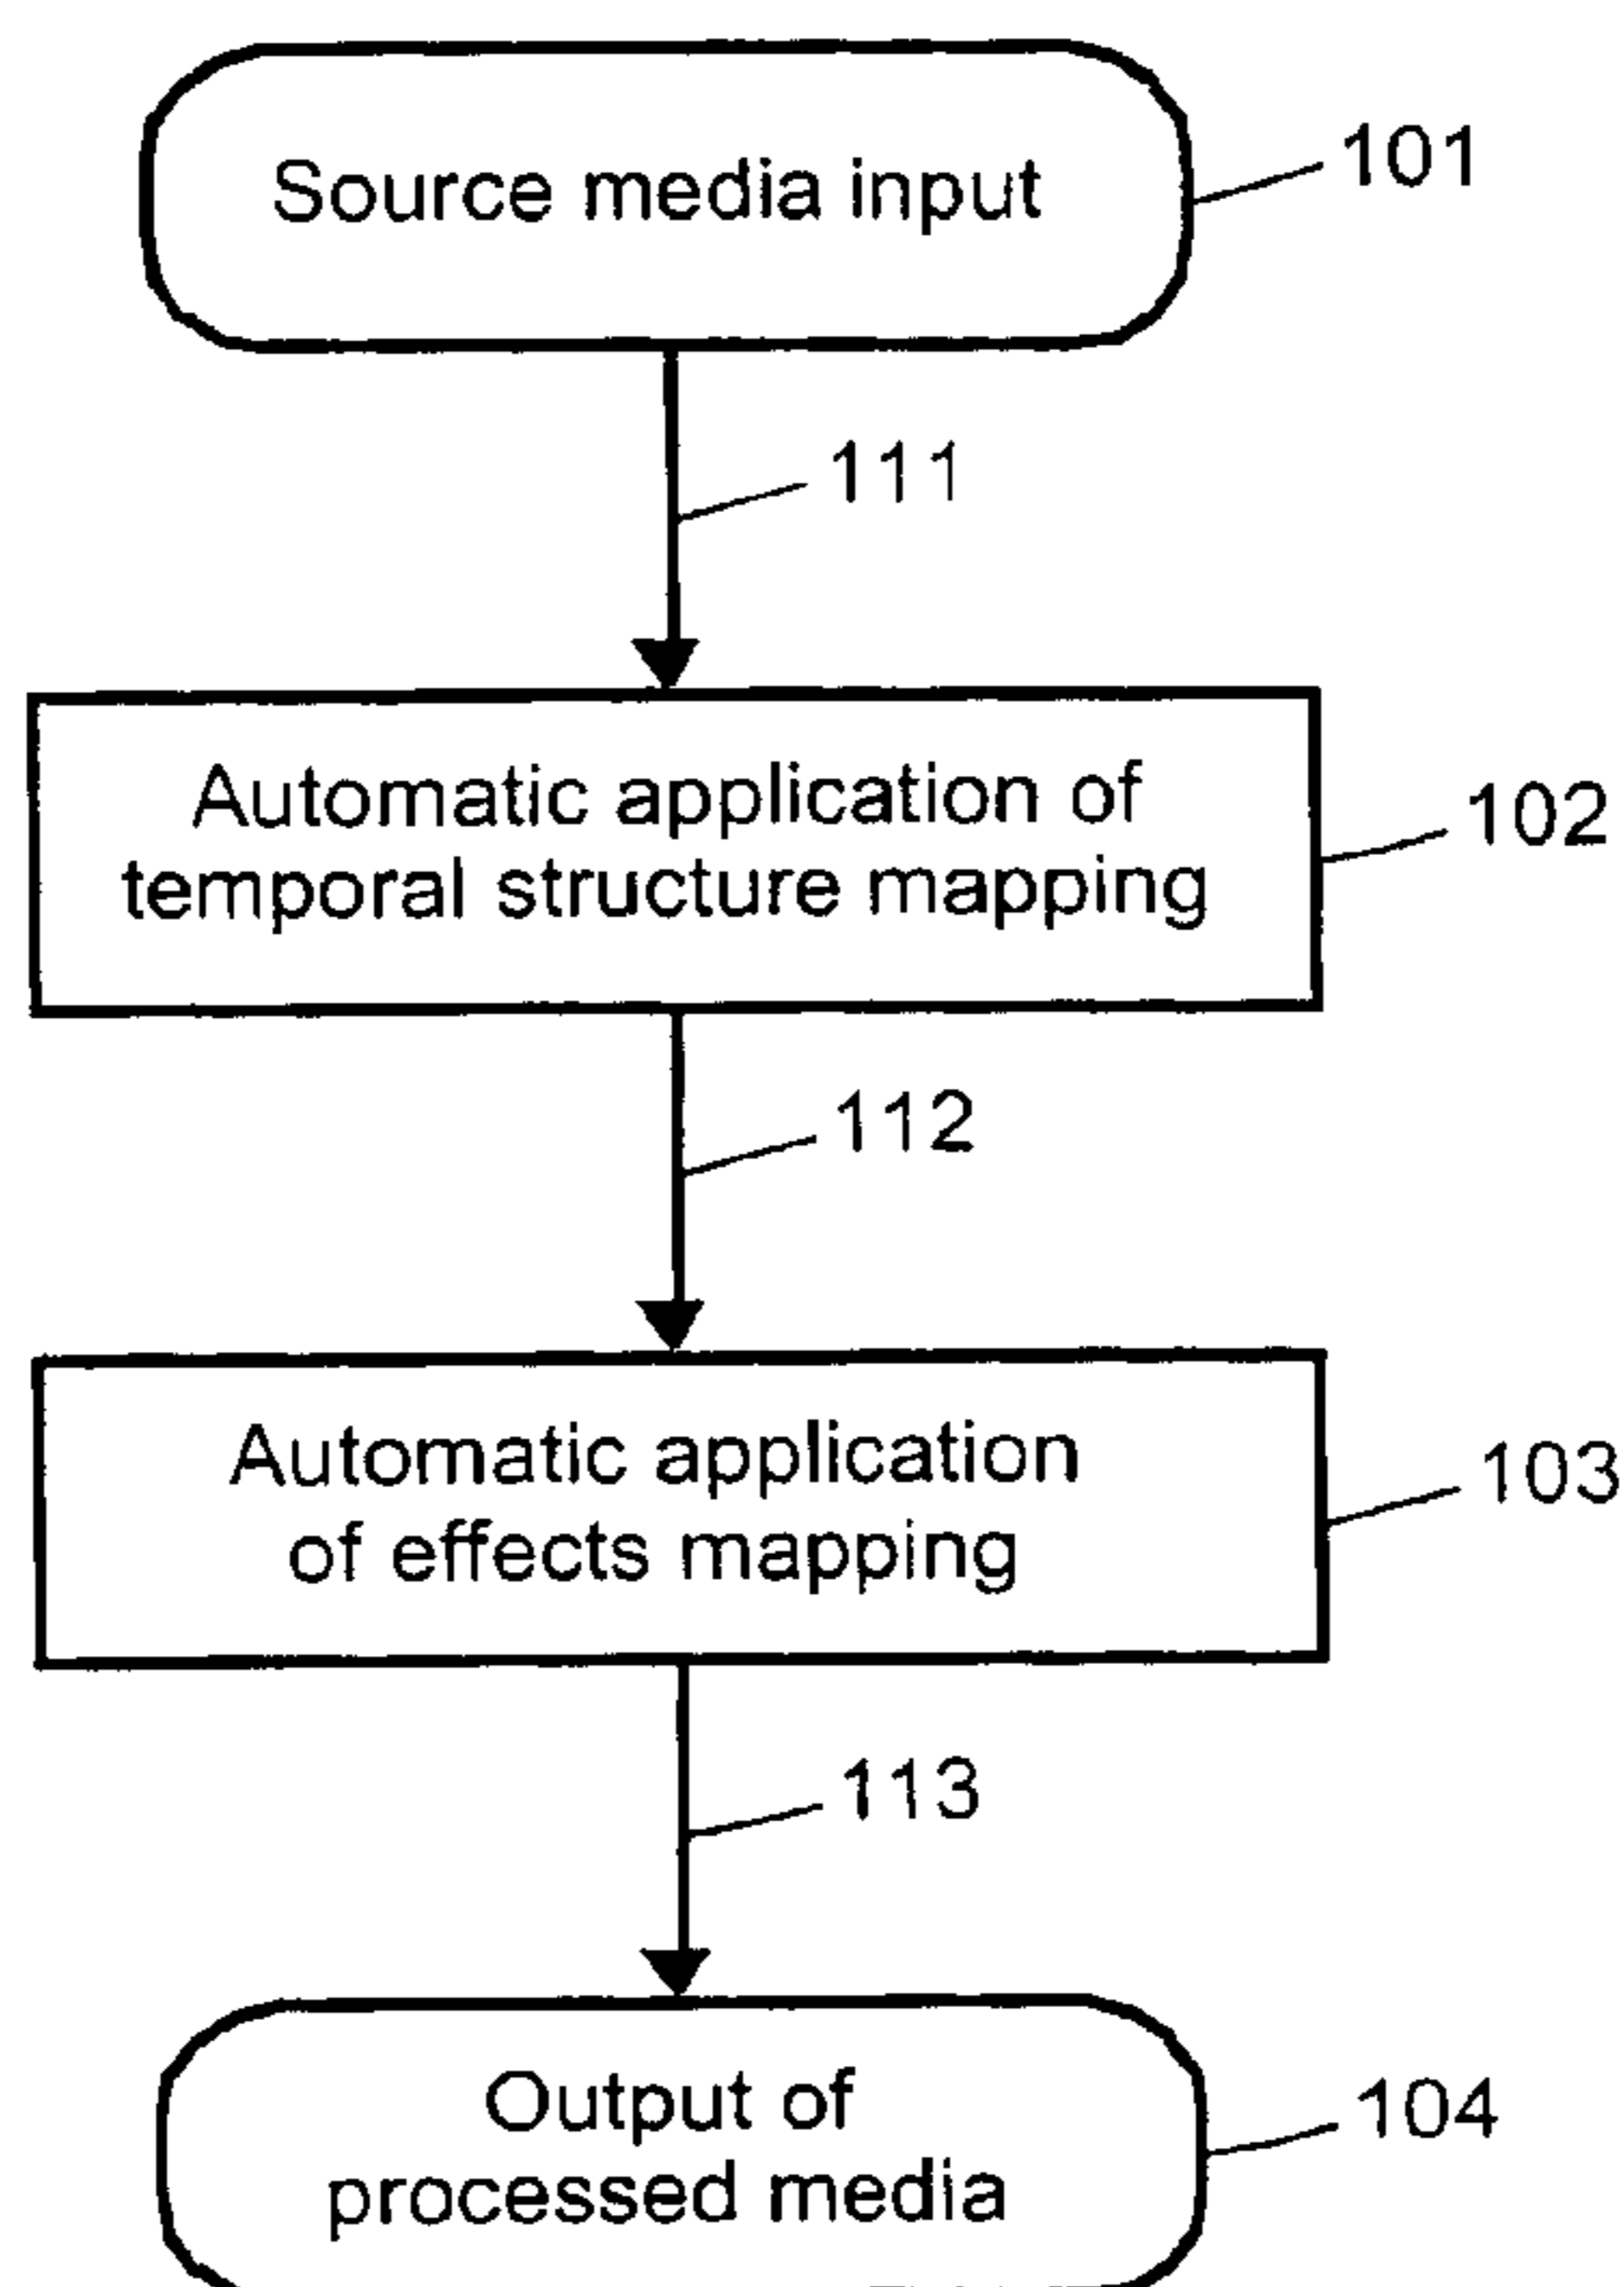 Source media input
101
111
Automatic application of
temporal structure mapping
102
112
Automatic application
of effects mapping
103
113
Output of
processed media
104